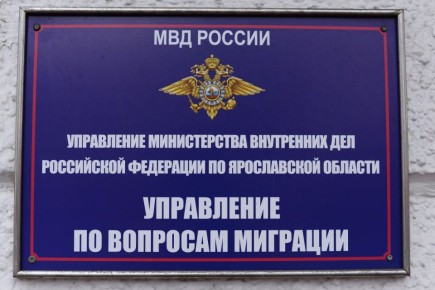 МВД РОССИИ
УПРАВЛЕНИЕ МИНИСТЕРСТВА ВНУТРЕННИХ ДЕЛ
РОССИЙСКОЙ ФЕДЕРАЦИИ ПО ЯРОСЛАВСКОЙ ОБЛАСТИ
УПРАВЛЕНИЕ
ПО ВОПРОСАМ МИГРАЦИИ